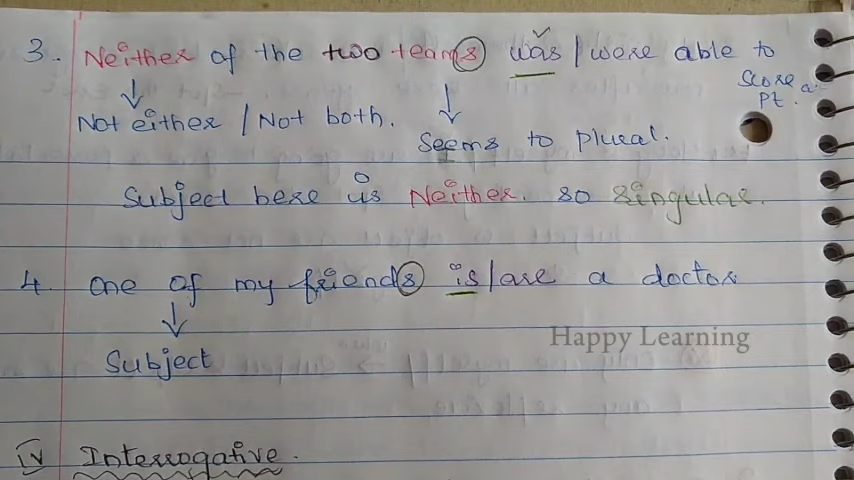 3. Neither of the two teams was/were able to
score a
pt.
Not either / Not both.
Seems to plural.
Subject here is Neither. so singular.
4. One of my friends is/are a doctor
Subject
Happy Learning
iv Interrogative.